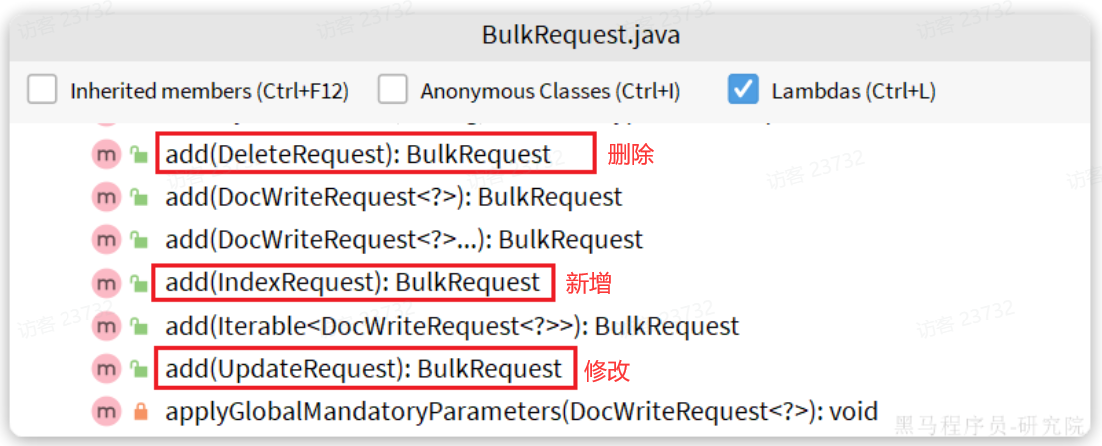 BulkRequest.java
Inherited members (Ctrl+F12) Anonymous Classes (Ctrl+I) Lambdas (Ctrl+L)
m add(DeleteRequest): BulkRequest 删除
m add(DocWriteRequest<?>): BulkRequest
m add(DocWriteRequest<?>...): BulkRequest
m add(IndexRequest): BulkRequest 新增
m add(Iterable<DocWriteRequest<?>>): BulkRequest
m add(UpdateRequest): BulkRequest 修改
m applyGlobalMandatoryParameters(DocWriteRequest<?>): void
黑马程序员-研究院
访客 23732